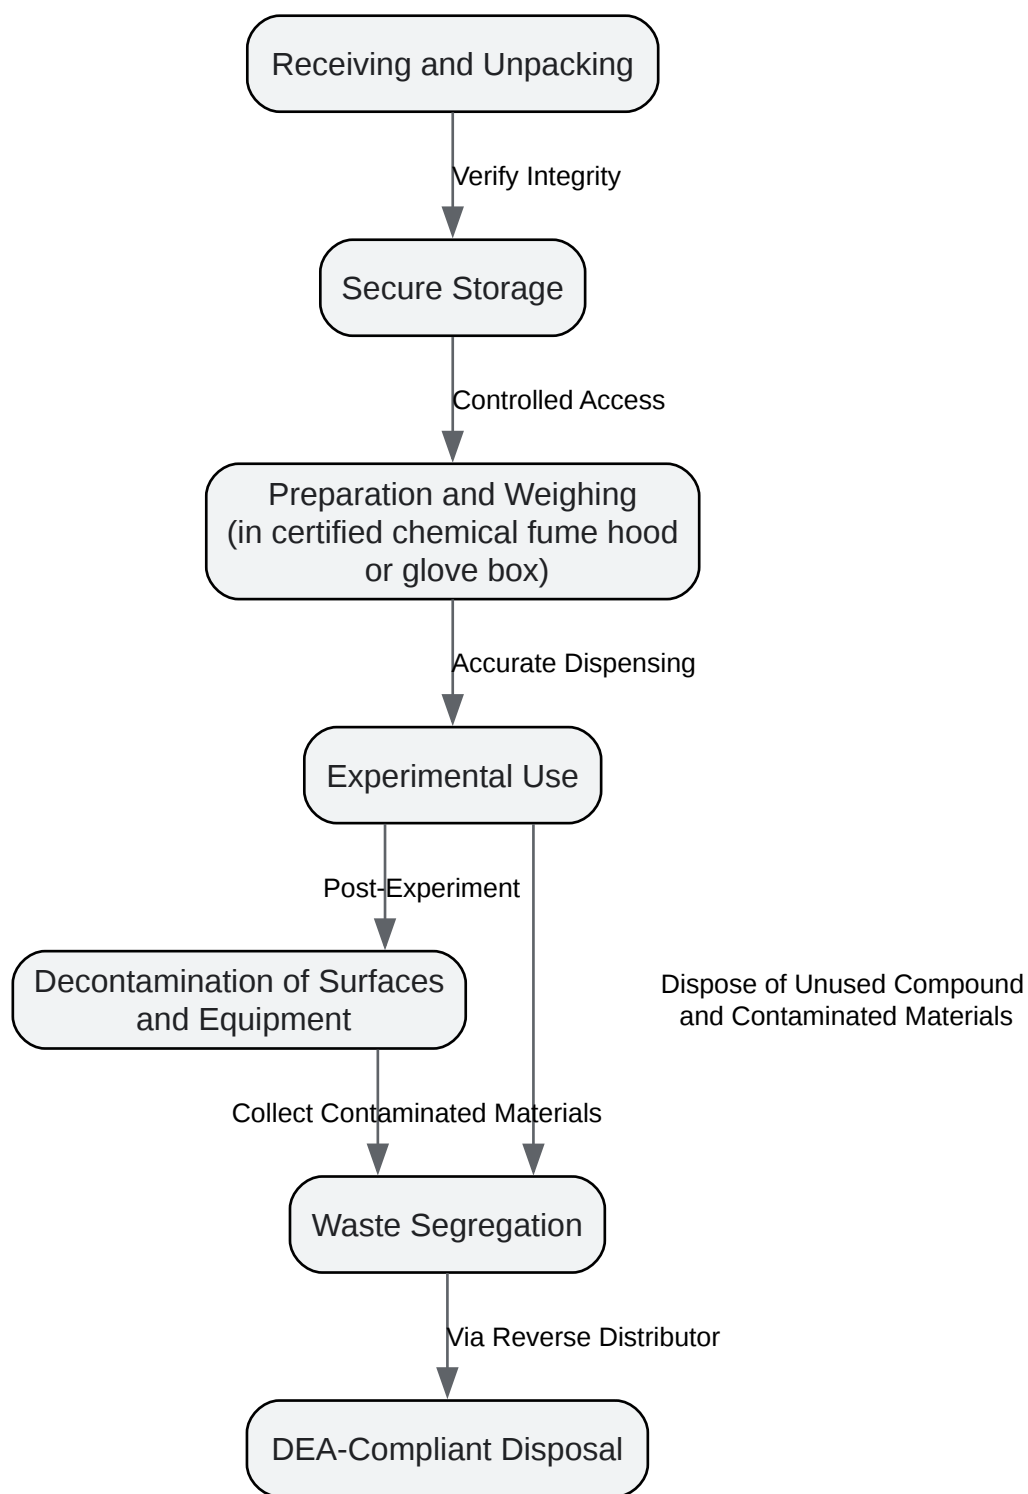 Receiving and Unpacking
Verify Integrity
Secure Storage
Controlled Access
Preparation and Weighing
(in certified chemical fume hood
or glove box)
Accurate Dispensing
Experimental Use
Post-Experiment
Decontamination of Surfaces
and Equipment
Dispose of Unused Compound
and Contaminated Materials
Collect Contaminated Materials
Waste Segregation
Via Reverse Distributor
DEA-Compliant Disposal